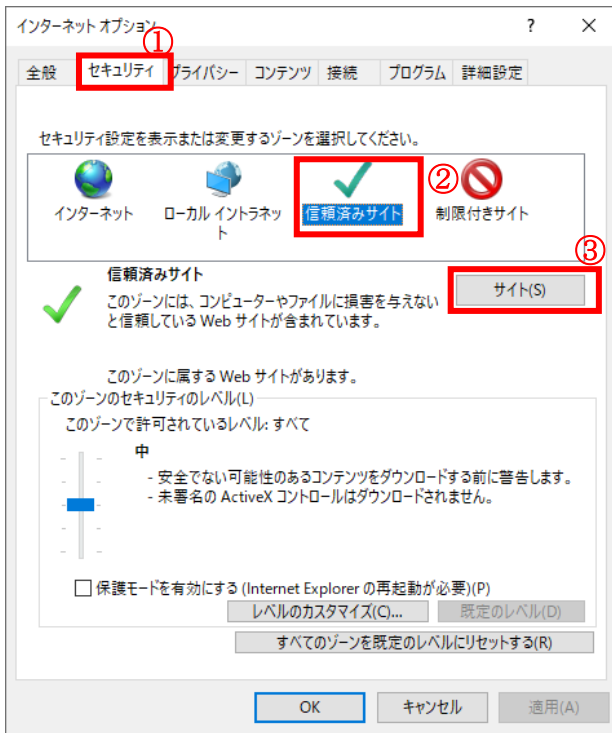 インターネット オプション ? ×
①
全般 セキュリティ プライバシー コンテンツ 接続 プログラム 詳細設定
セキュリティ設定を表示または変更するゾーンを選択してください。
②
インターネット ローカル イントラネッ 信頼済みサイト 制限付きサイト
ト
③
信頼済みサイト
サイト(S)
このゾーンには、コンピューターやファイルに損害を与えない
と信頼している Web サイトが含まれています。
このゾーンに属する Web サイトがあります。
このゾーンのセキュリティのレベル(L)
このゾーンで許可されているレベル: すべて
中
- 安全でない可能性のあるコンテンツをダウンロードする前に警告します。
- 未署名の ActiveX コントロールはダウンロードされません。
保護モードを有効にする (Internet Explorer の再起動が必要)(P)
レベルのカスタマイズ(C)... 既定のレベル(D)
すべてのゾーンを既定のレベルにリセットする(R)
OK キャンセル 適用(A)